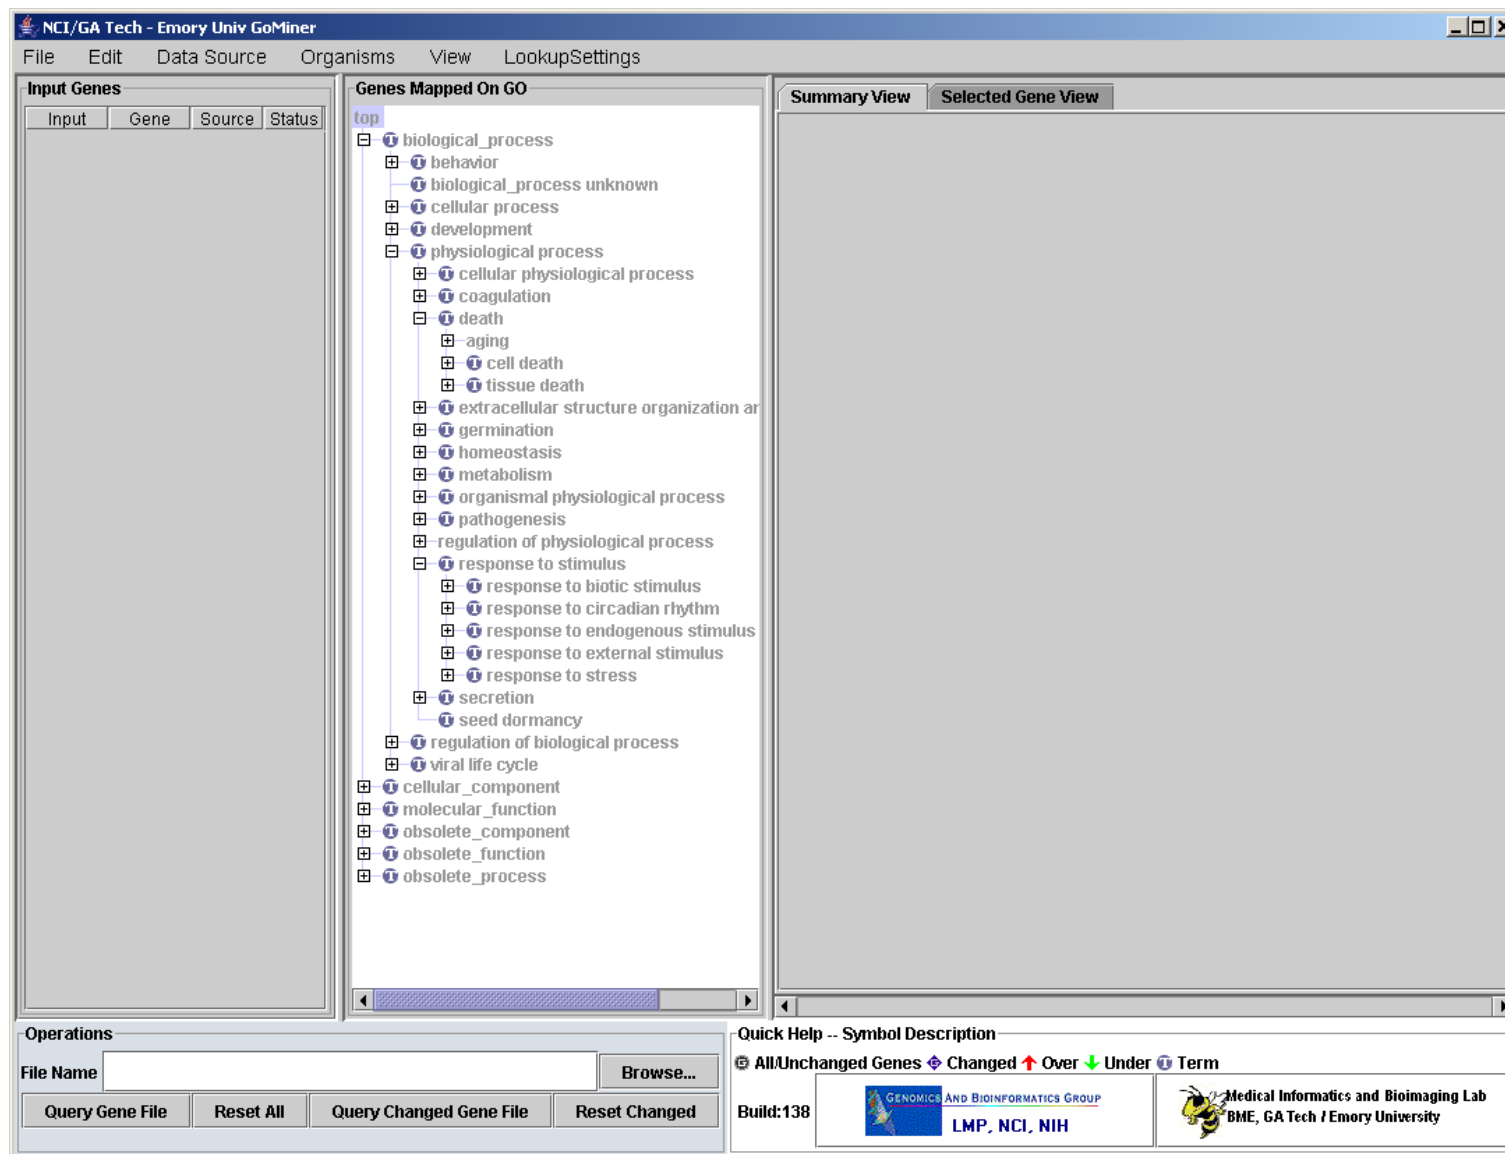 NCI/GA Tech - Emory Univ GoMiner
File Edit Data Source Organisms View LookupSettings
Input Genes
Input Gene Source Status
Genes Mapped On GO
top
biological_process
behavior
biological_process unknown
cellular process
development
physiological process
cellular physiological process
coagulation
death
aging
cell death
tissue death
extracellular structure organization ar
germination
homeostasis
metabolism
organismal physiological process
pathogenesis
regulation of physiological process
response to stimulus
response to biotic stimulus
response to circadian rhythm
response to endogenous stimulus
response to external stimulus
response to stress
secretion
seed dormancy
regulation of biological process
viral life cycle
cellular_component
molecular_function
obsolete_component
obsolete_function
obsolete_process
Summary View Selected Gene View
Operations
File Name Browse...
Query Gene File Reset All Query Changed Gene File Reset Changed
Quick Help -- Symbol Description
All/Unchanged Genes Changed Over Under Term
Build:138
GENOMICS AND BIOINFORMATICS GROUP
LMP, NCI, NIH
Medical Informatics and Bioimaging Lab
BME, GA Tech / Emory University